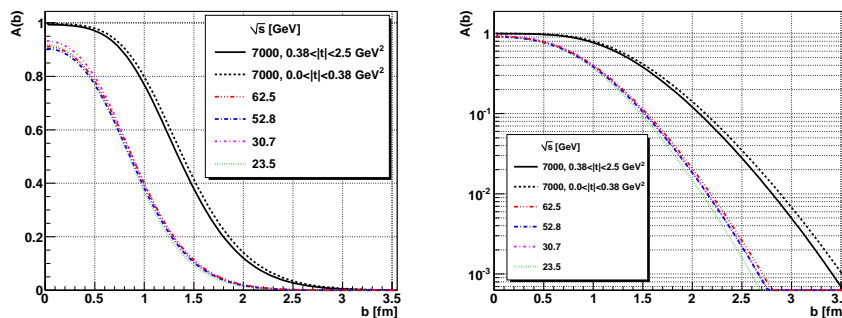 A(b)
1
0.8
0.6
0.4
0.2
0
0 0.5 1 1.5 2 2.5 3 3.5
b [fm]
√s [GeV]
7000, 0.38<|t|<2.5 GeV²
7000, 0.0<|t|<0.38 GeV²
62.5
52.8
30.7
23.5
A(b)
1
10⁻¹
10⁻²
10⁻³
0 0.5 1 1.5 2 2.5 3 3.5
b [fm]
√s [GeV]
7000, 0.38<|t|<2.5 GeV²
7000, 0.0<|t|<0.38 GeV²
62.5
52.8
30.7
23.5